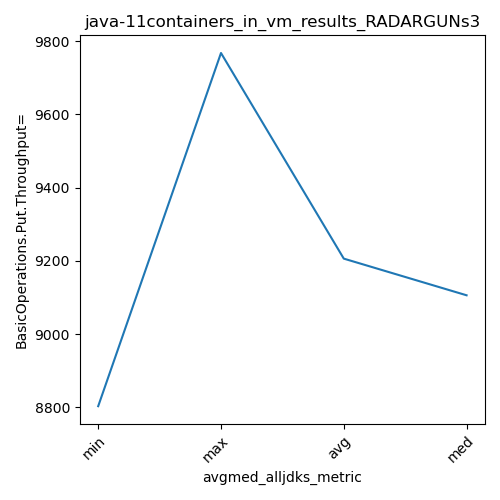 java-11containers_in_vm_results_RADARGUNs3
BasicOperations.Put.Throughput=
9800
9600
9400
9200
9000
8800
min
max
avg
med
avgmed_alljdks_metric